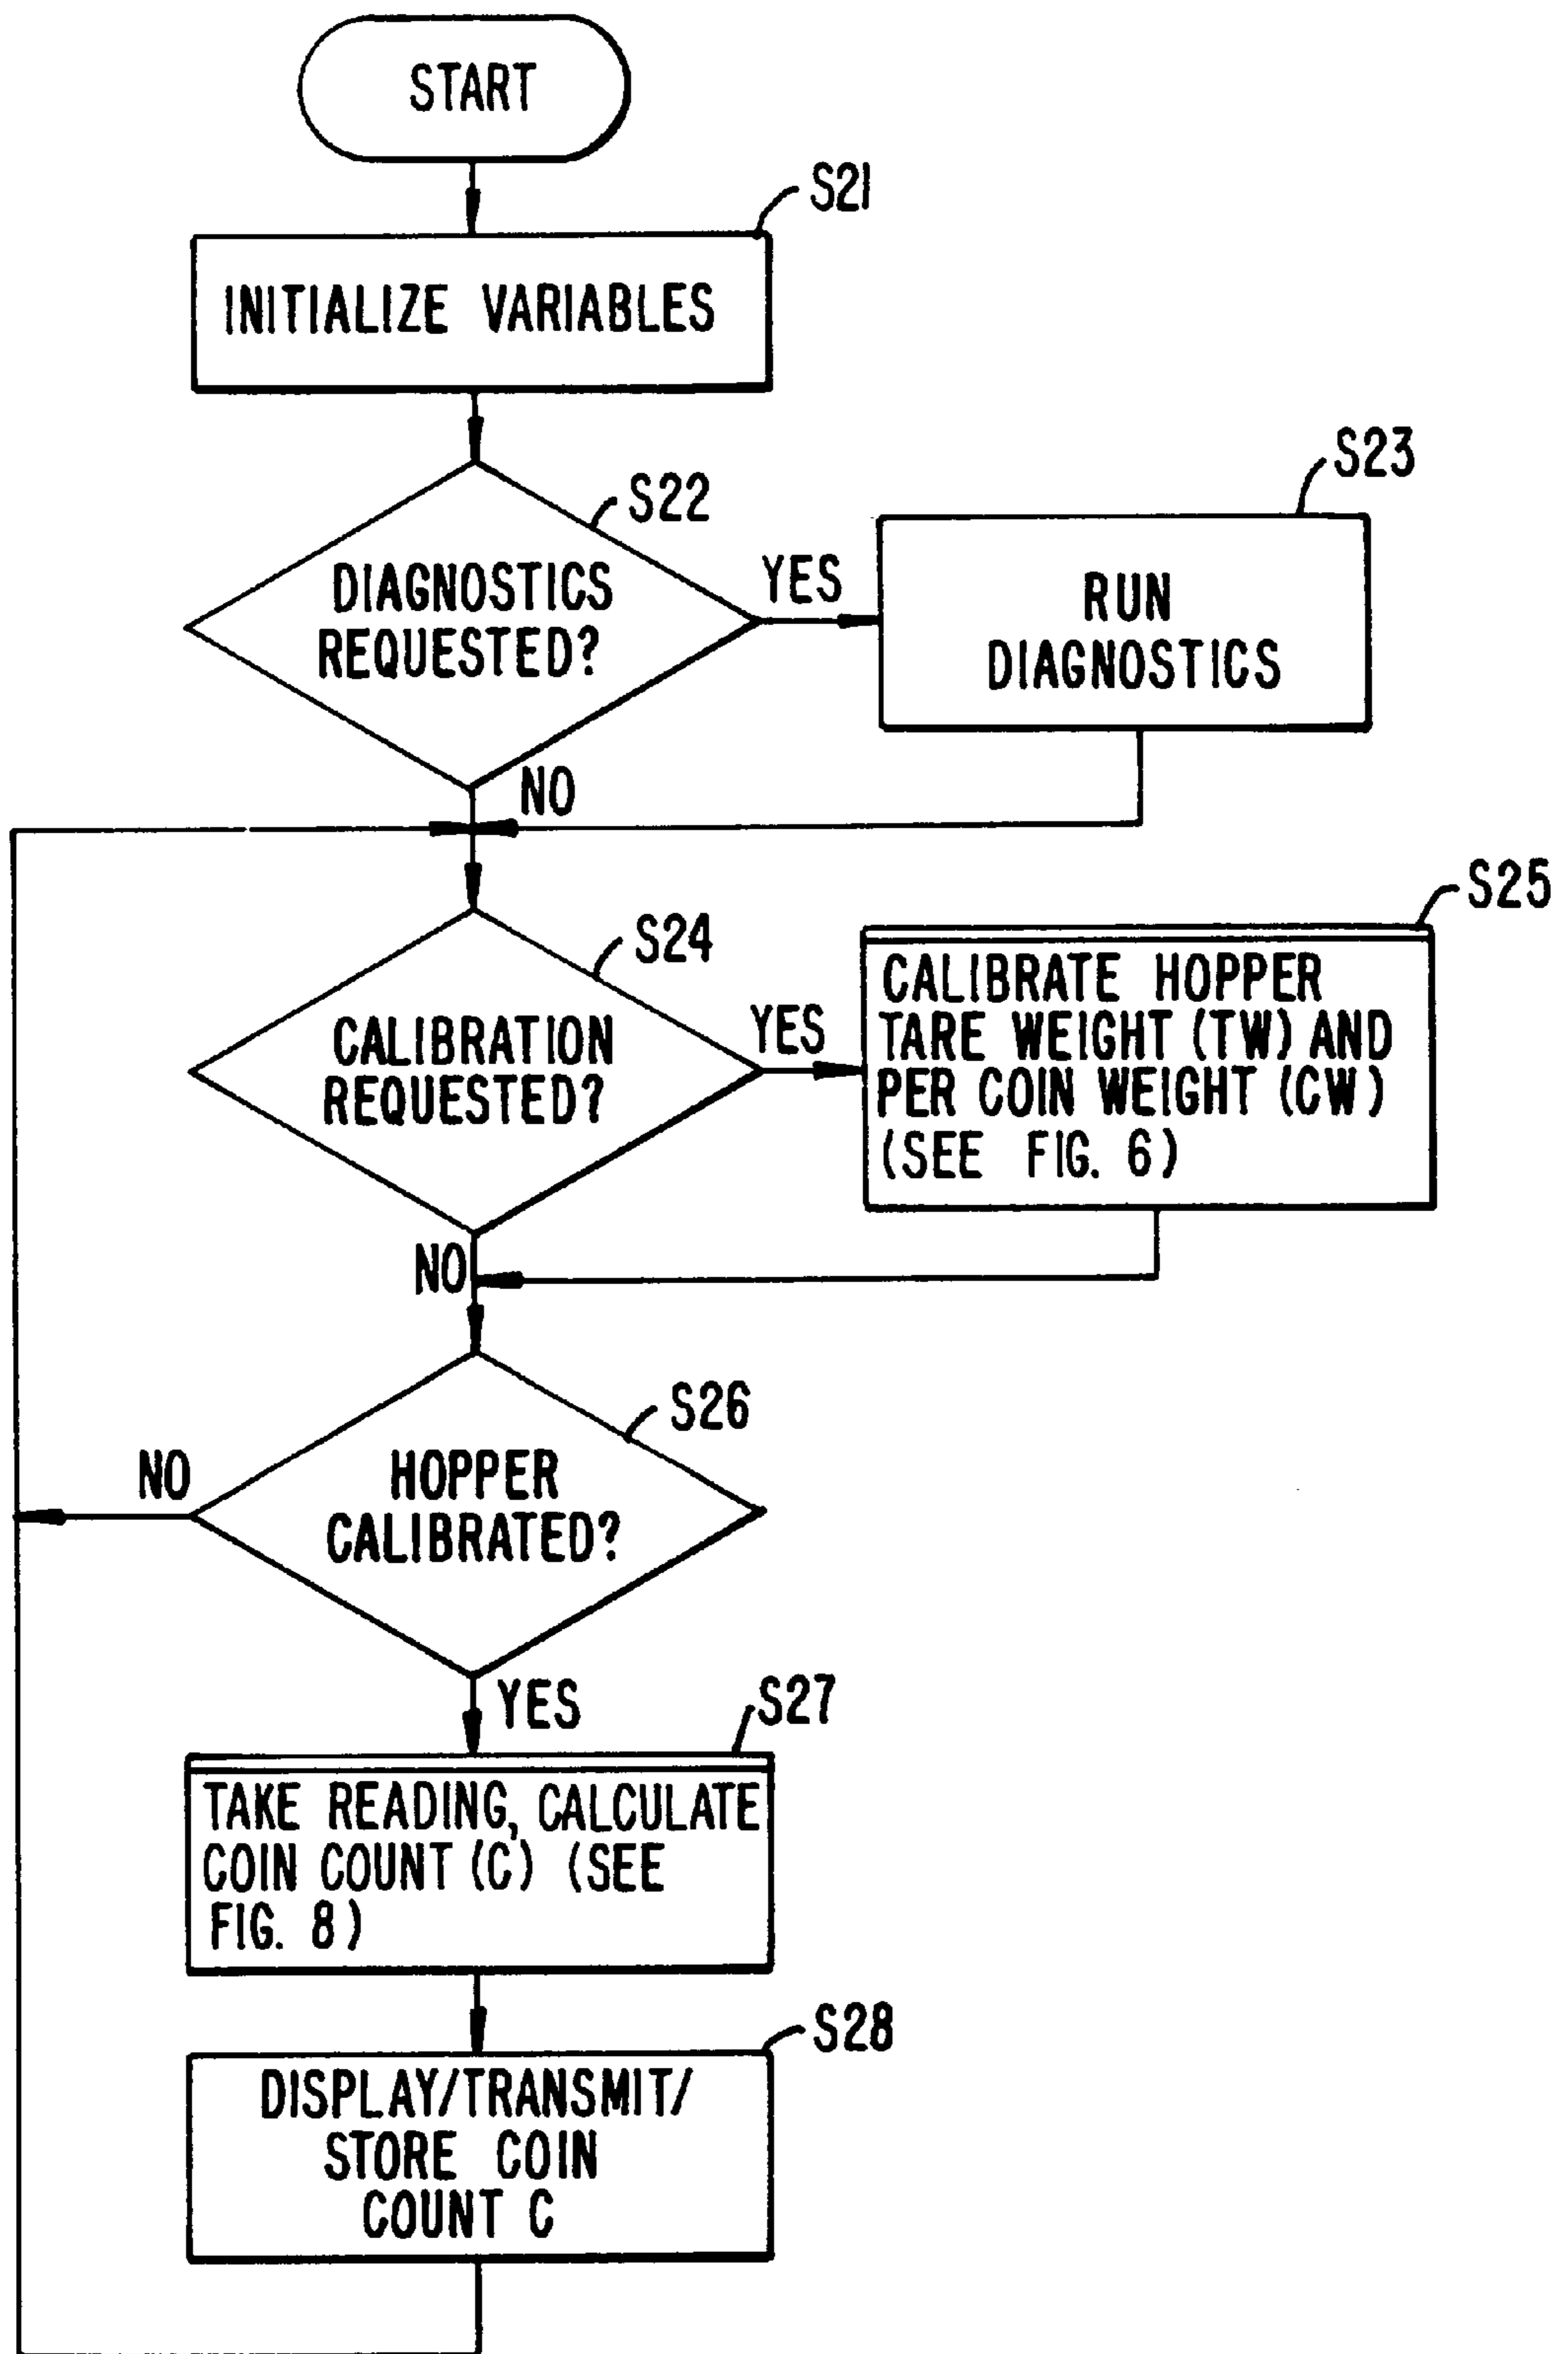 START
S21
INITIALIZE VARIABLES
S22
DIAGNOSTICS
REQUESTED?
YES
S23
RUN
DIAGNOSTICS
NO
S24
CALIBRATION
REQUESTED?
YES
S25
CALIBRATE HOPPER
TARE WEIGHT (TW) AND
PER COIN WEIGHT (CW)
(SEE FIG. 6)
NO
S26
HOPPER
CALIBRATED?
NO
YES
S27
TAKE READING, CALCULATE
COIN COUNT (C) (SEE
FIG. 8)
S28
DISPLAY/TRANSMIT/
STORE COIN
COUNT C